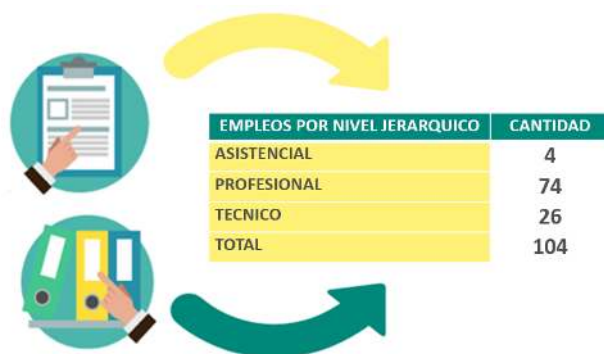 EMPLEOS POR NIVEL JERARQUICO CANTIDAD
ASISTENCIAL 4
PROFESIONAL 74
TECNICO 26
TOTAL 104